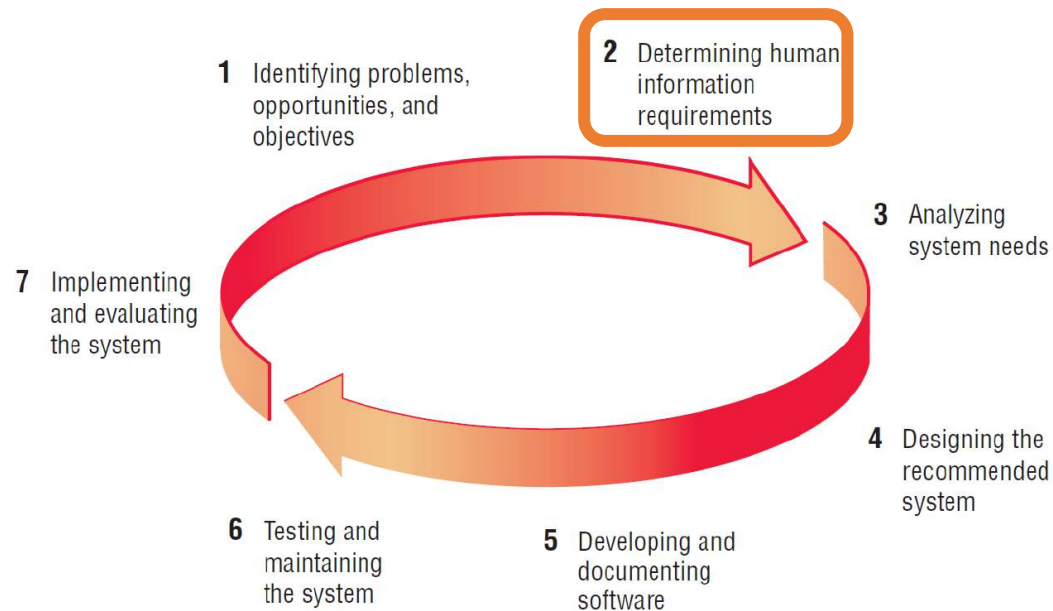 1 Identifying problems,
opportunities, and
objectives
2 Determining human
information
requirements
3 Analyzing
system needs
4 Designing the
recommended
system
5 Developing and
documenting
software
6 Testing and
maintaining
the system
7 Implementing
and evaluating
the system